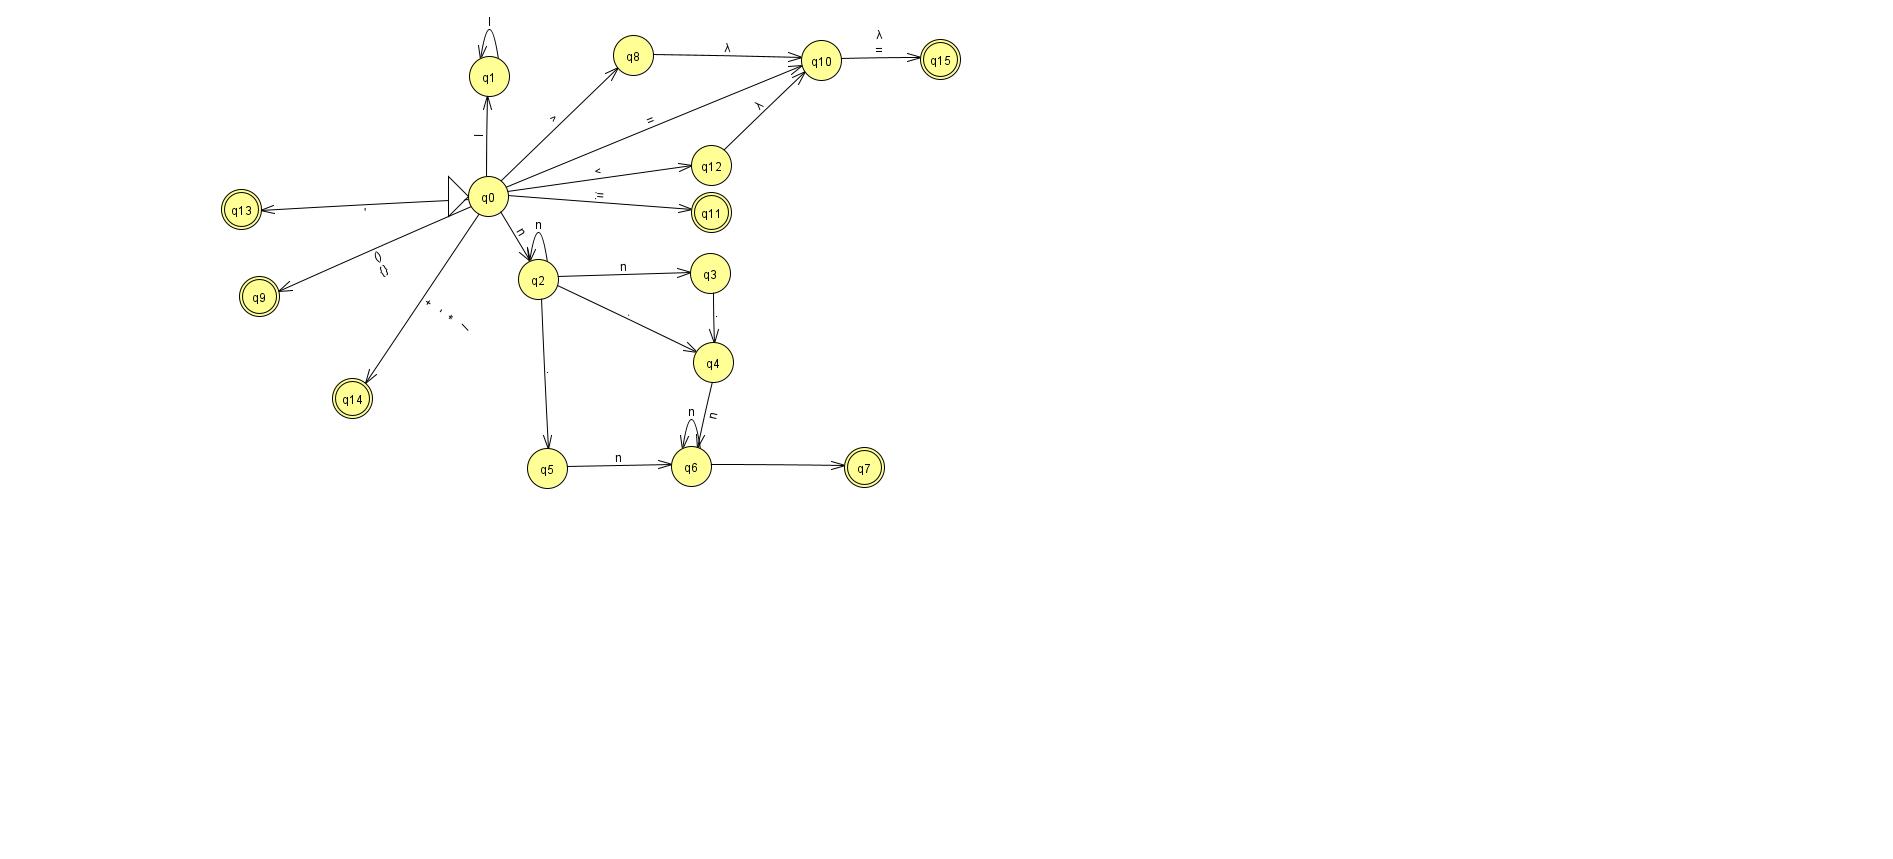 l
λ
q8
λ
=
q10
q15
q1
λ
=
l
q12
=
:=
q0
q13
q11
n
n
n
q2
q3
()
{}
q9
+
-
*
q4
q14
n
n
n
q5
q6
q7